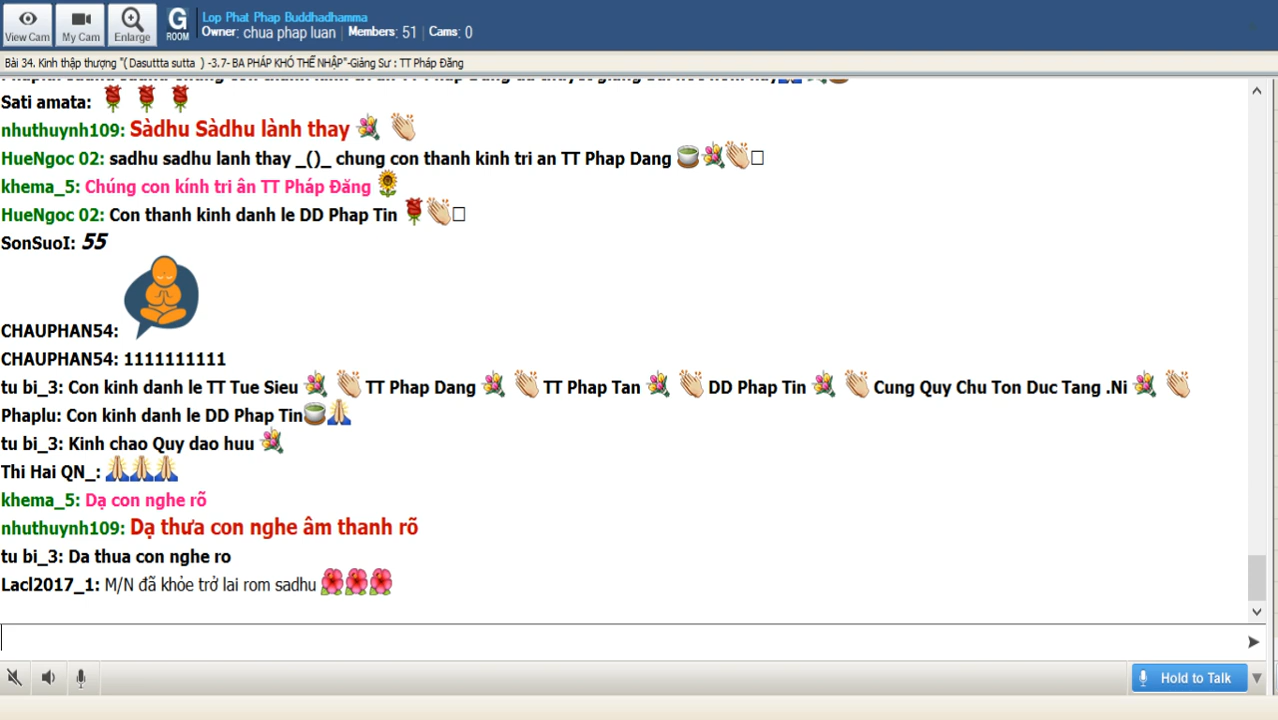 View Cam
My Cam
Enlarge
G
ROOM
Lop Phat Phap Buddhadhamma
Owner: chua phap luan | Members: 51 | Cams: 0
Bài 34. Kinh thập thượng "( Dasuttta sutta ) -3.7- BA PHÁP KHÓ THỂ NHẬP"-Giảng Sư : TT Pháp Đăng
Sati amata:
nhuthuynh109: Sàdhu Sàdhu lành thay
HueNgoc 02: sadhu sadhu lanh thay _()_ chung con thanh kinh tri an TT Phap Dang
khema_5: Chúng con kính tri ân TT Pháp Đăng
HueNgoc 02: Con thanh kinh danh le DD Phap Tin
SonSuoI: 55
CHAUPHAN54:
CHAUPHAN54: 1111111111
tu bi_3: Con kinh danh le TT Tue Sieu TT Phap Dang TT Phap Tan DD Phap Tin Cung Quy Chu Ton Duc Tang .Ni
Phaplu: Con kinh danh le DD Phap Tin
tu bi_3: Kinh chao Quy dao huu
Thi Hai QN_:
khema_5: Dạ con nghe rõ
nhuthuynh109: Dạ thưa con nghe âm thanh rõ
tu bi_3: Da thua con nghe ro
Lacl2017_1: M/N đã khỏe trở lai rom sadhu
Hold to Talk